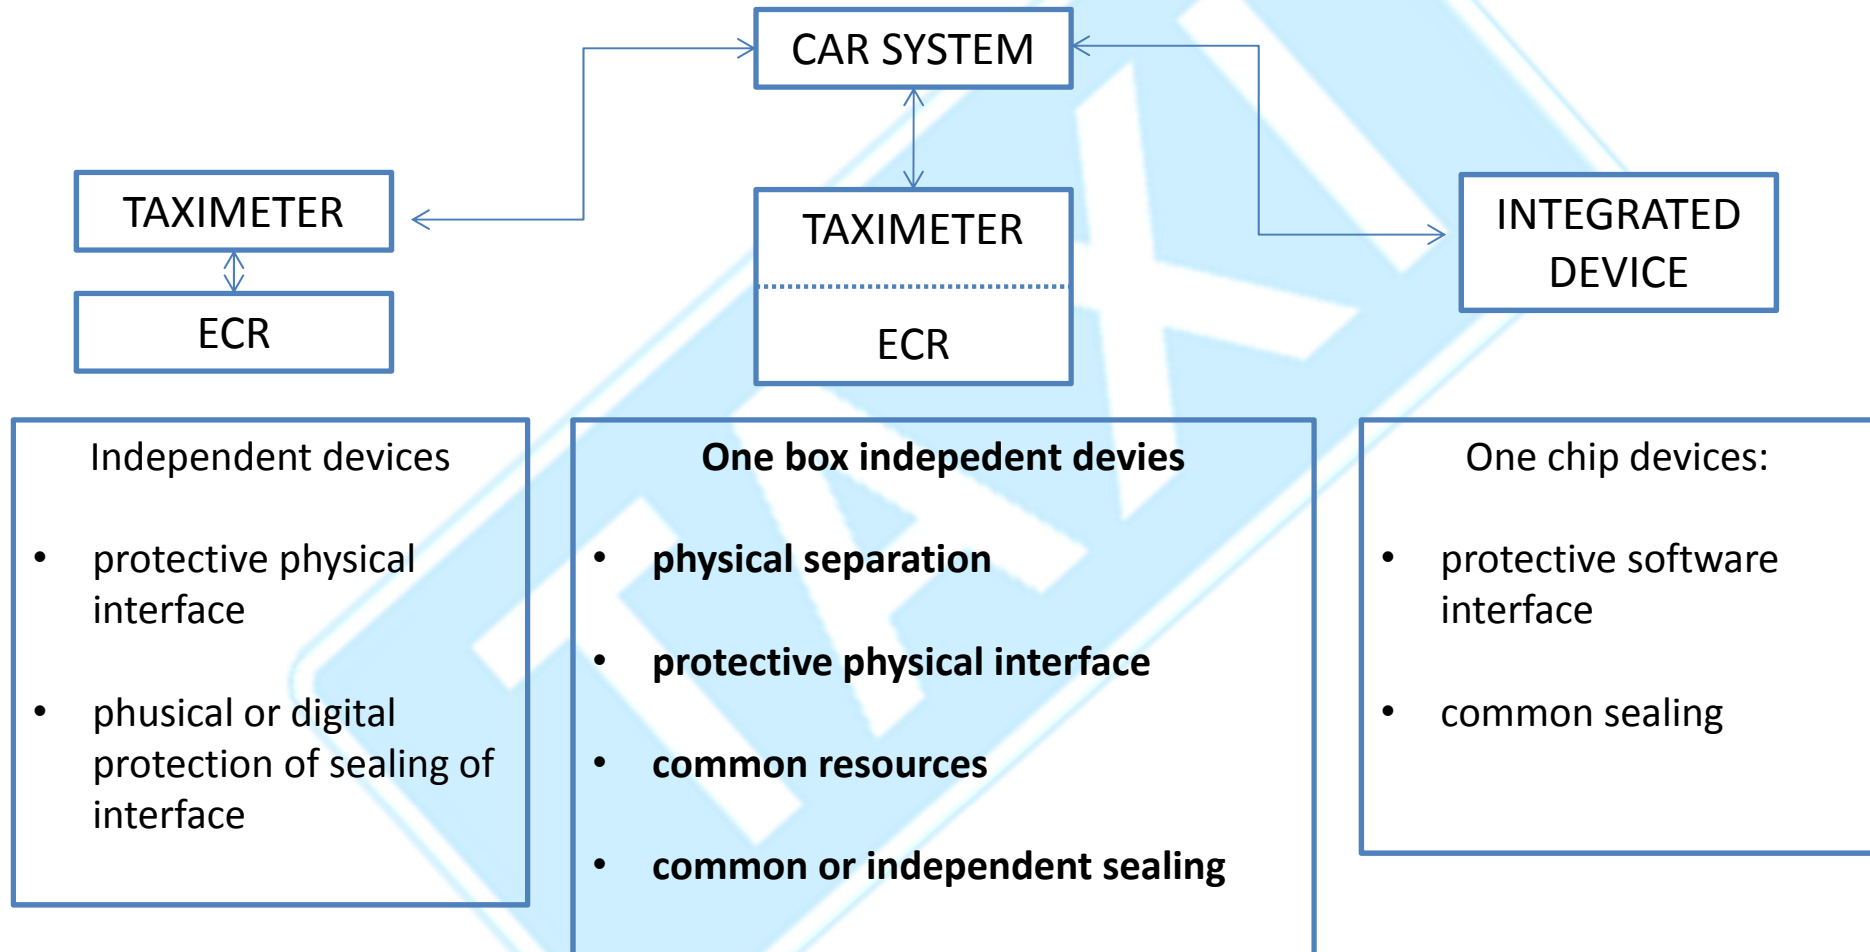 CAR SYSTEM
TAXIMETER
ECR
TAXIMETER
ECR
INTEGRATED
DEVICE
Independent devices
• protective physical
interface
• phusical or digital
protection of sealing of
interface
One box indepedent devies
• physical separation
• protective physical interface
• common resources
• common or independent sealing
One chip devices:
• protective software
interface
• common sealing
TAXI